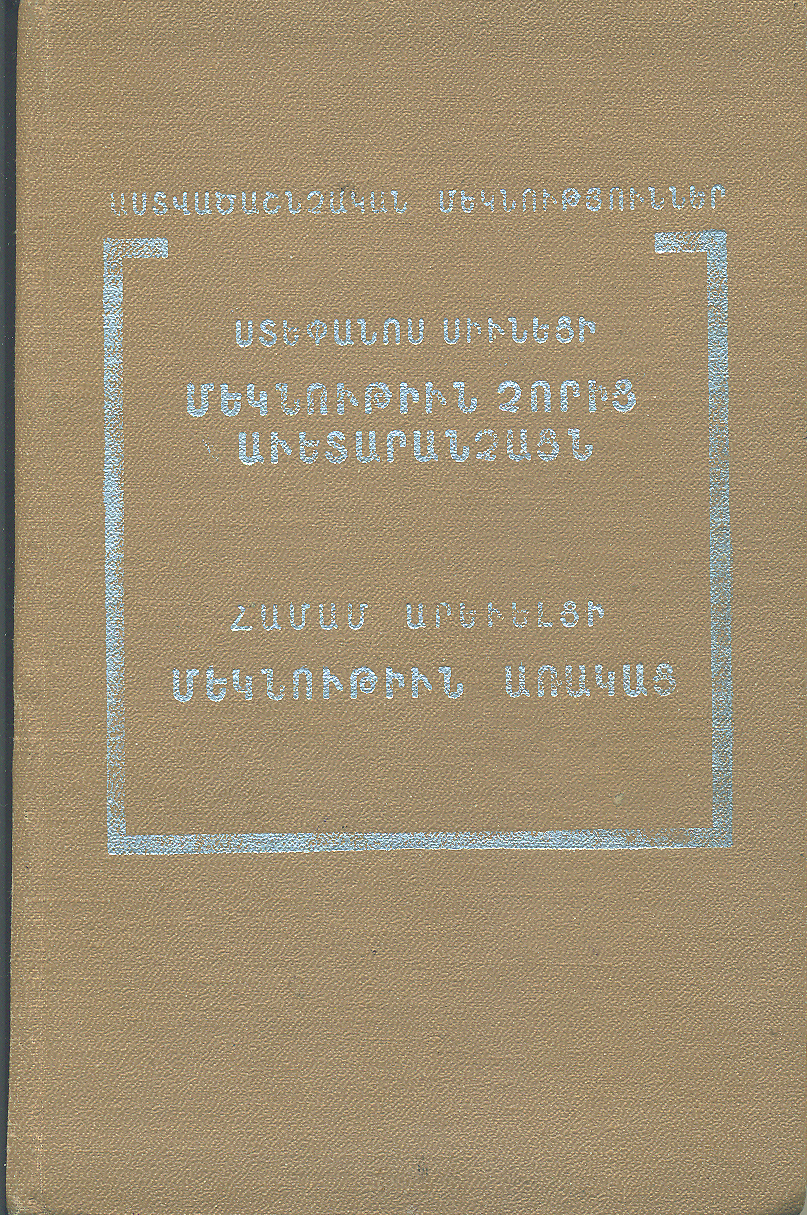 ԱՍՏՎԱԾԱՇՆՉԱԿԱՆ ՄԵԿՆՈՒԹՅՈՒՆՆԵՐ
ՍՏԵՓԱՆՈՍ ՍԻՒՆԵՑԻ
ՄԵԿՆՈՒԹԻՒՆ ՉՈՐԻՑ
ԱՒԵՏԱՐԱՆՉԱՑՆ
ՀԱՄԱՄ ԱՐԵՒԵԼՑԻ
ՄԵԿՆՈՒԹԻՒՆ ԱՌԱԿԱՑ